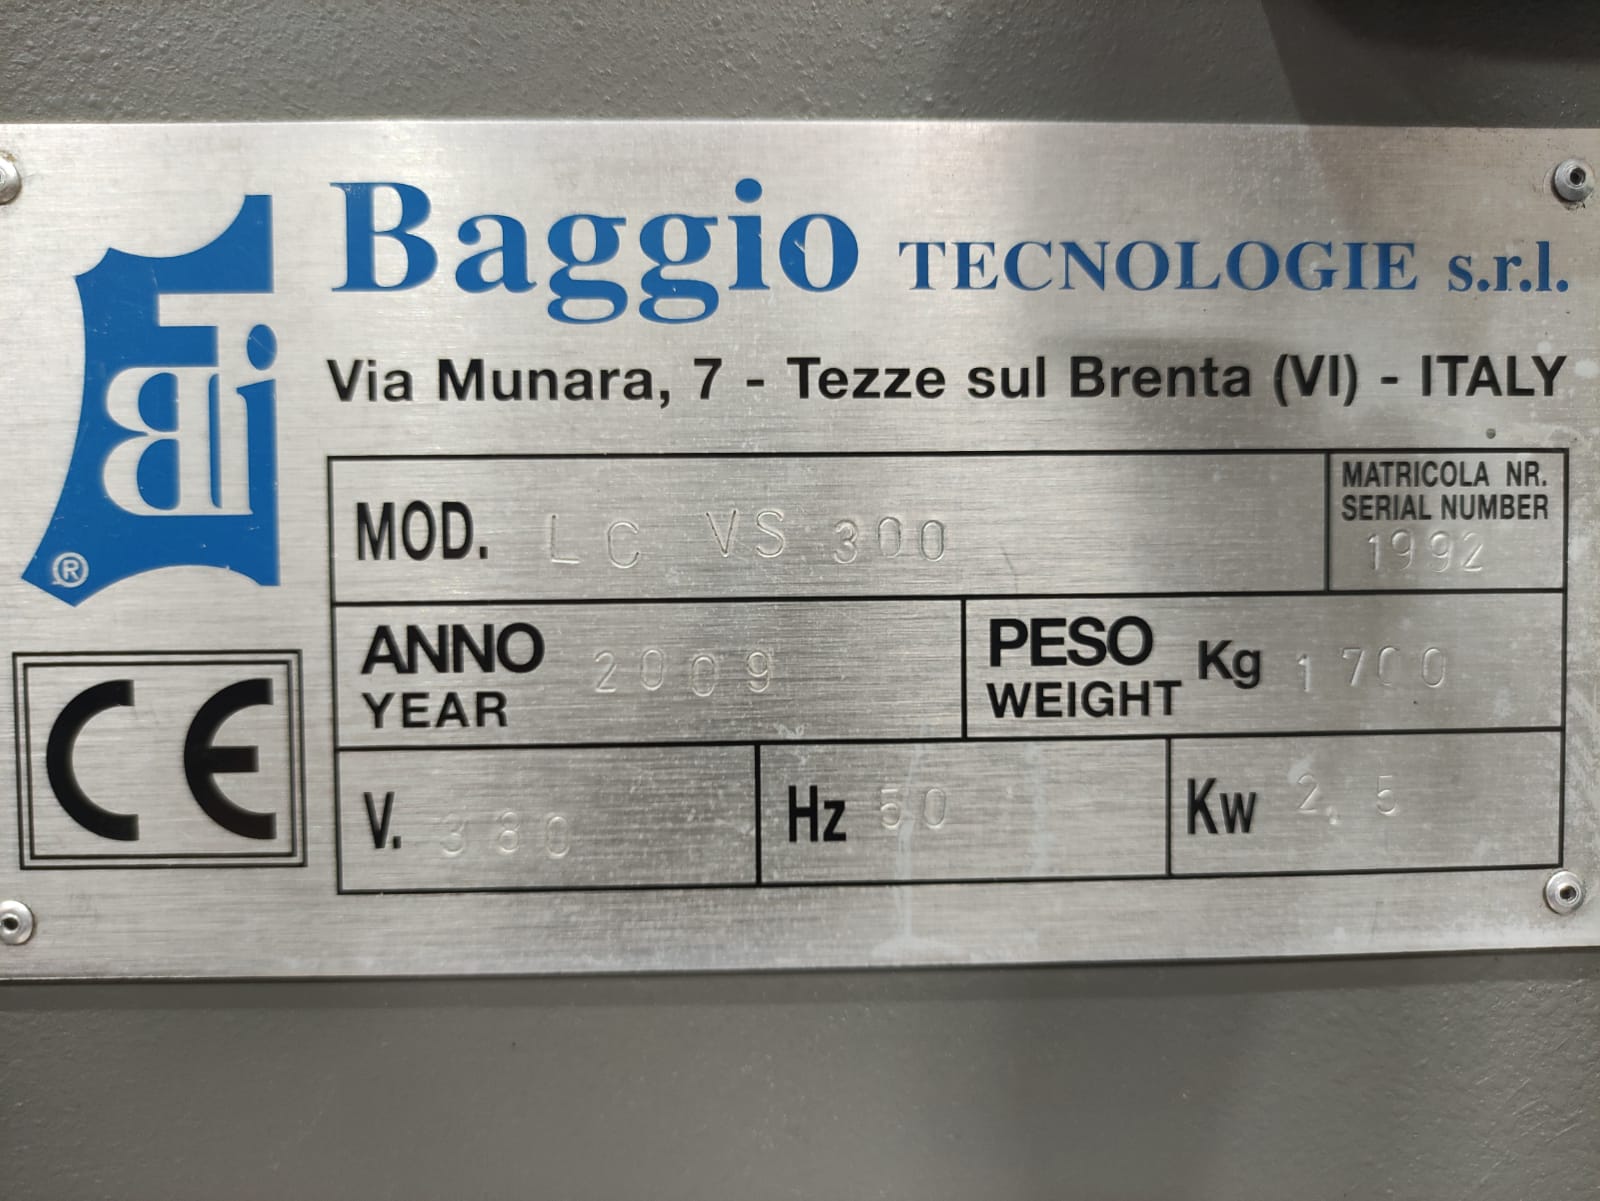 Bi
®
Baggio TECNOLOGIE s.r.l.
Via Munara, 7 - Tezze sul Brenta (VI) - ITALY
MOD. LC VS 300
MATRICOLA NR.
SERIAL NUMBER
1992
ANNO
YEAR
2009
PESO
WEIGHT
Kg 1700
CE
V. 380
Hz 50
Kw 2,5